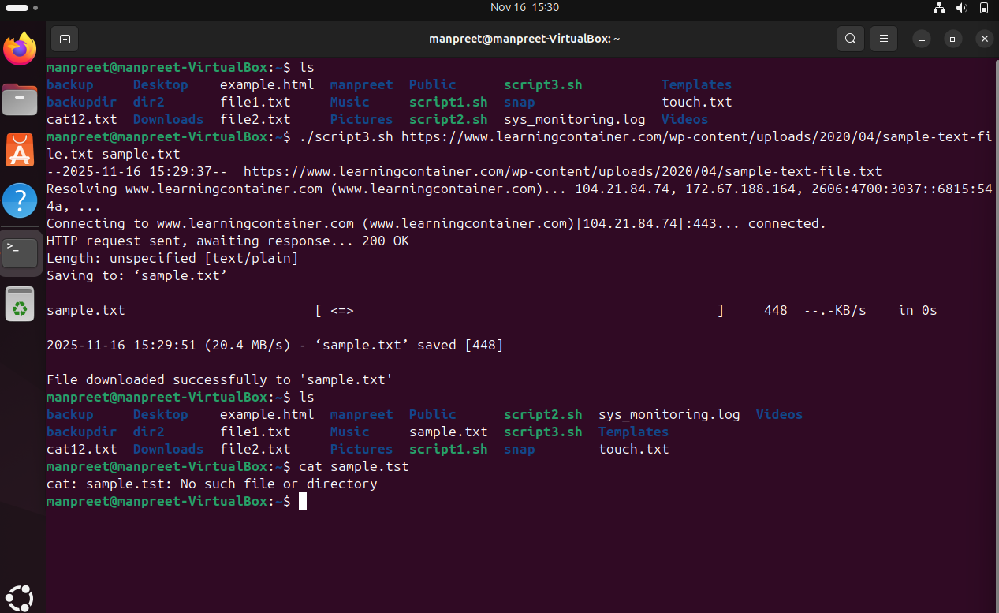 Nov 16 15:30
manpreet@manpreet-VirtualBox: ~
manpreet@manpreet-VirtualBox:~$ ls
backup Desktop example.html manpreet Public script3.sh Templates
backupdir dir2 file1.txt Music script1.sh snap touch.txt
cat12.txt Downloads file2.txt Pictures script2.sh sys_monitoring.log Videos
manpreet@manpreet-VirtualBox:~$ ./script3.sh https://www.learningcontainer.com/wp-content/uploads/2020/04/sample-text-fi
le.txt sample.txt
--2025-11-16 15:29:37-- https://www.learningcontainer.com/wp-content/uploads/2020/04/sample-text-file.txt
Resolving www.learningcontainer.com (www.learningcontainer.com)... 104.21.84.74, 172.67.188.164, 2606:4700:3037::6815:54
4a, ...
Connecting to www.learningcontainer.com (www.learningcontainer.com)|104.21.84.74|:443... connected.
HTTP request sent, awaiting response... 200 OK
Length: unspecified [text/plain]
Saving to: ‘sample.txt’
sample.txt [ <=> ] 448 --.-KB/s in 0s
2025-11-16 15:29:51 (20.4 MB/s) - ‘sample.txt’ saved [448]
File downloaded successfully to 'sample.txt'
manpreet@manpreet-VirtualBox:~$ ls
backup Desktop example.html manpreet Public script2.sh sys_monitoring.log Videos
backupdir dir2 file1.txt Music sample.txt script3.sh Templates
cat12.txt Downloads file2.txt Pictures script1.sh snap touch.txt
manpreet@manpreet-VirtualBox:~$ cat sample.tst
cat: sample.tst: No such file or directory
manpreet@manpreet-VirtualBox:~$